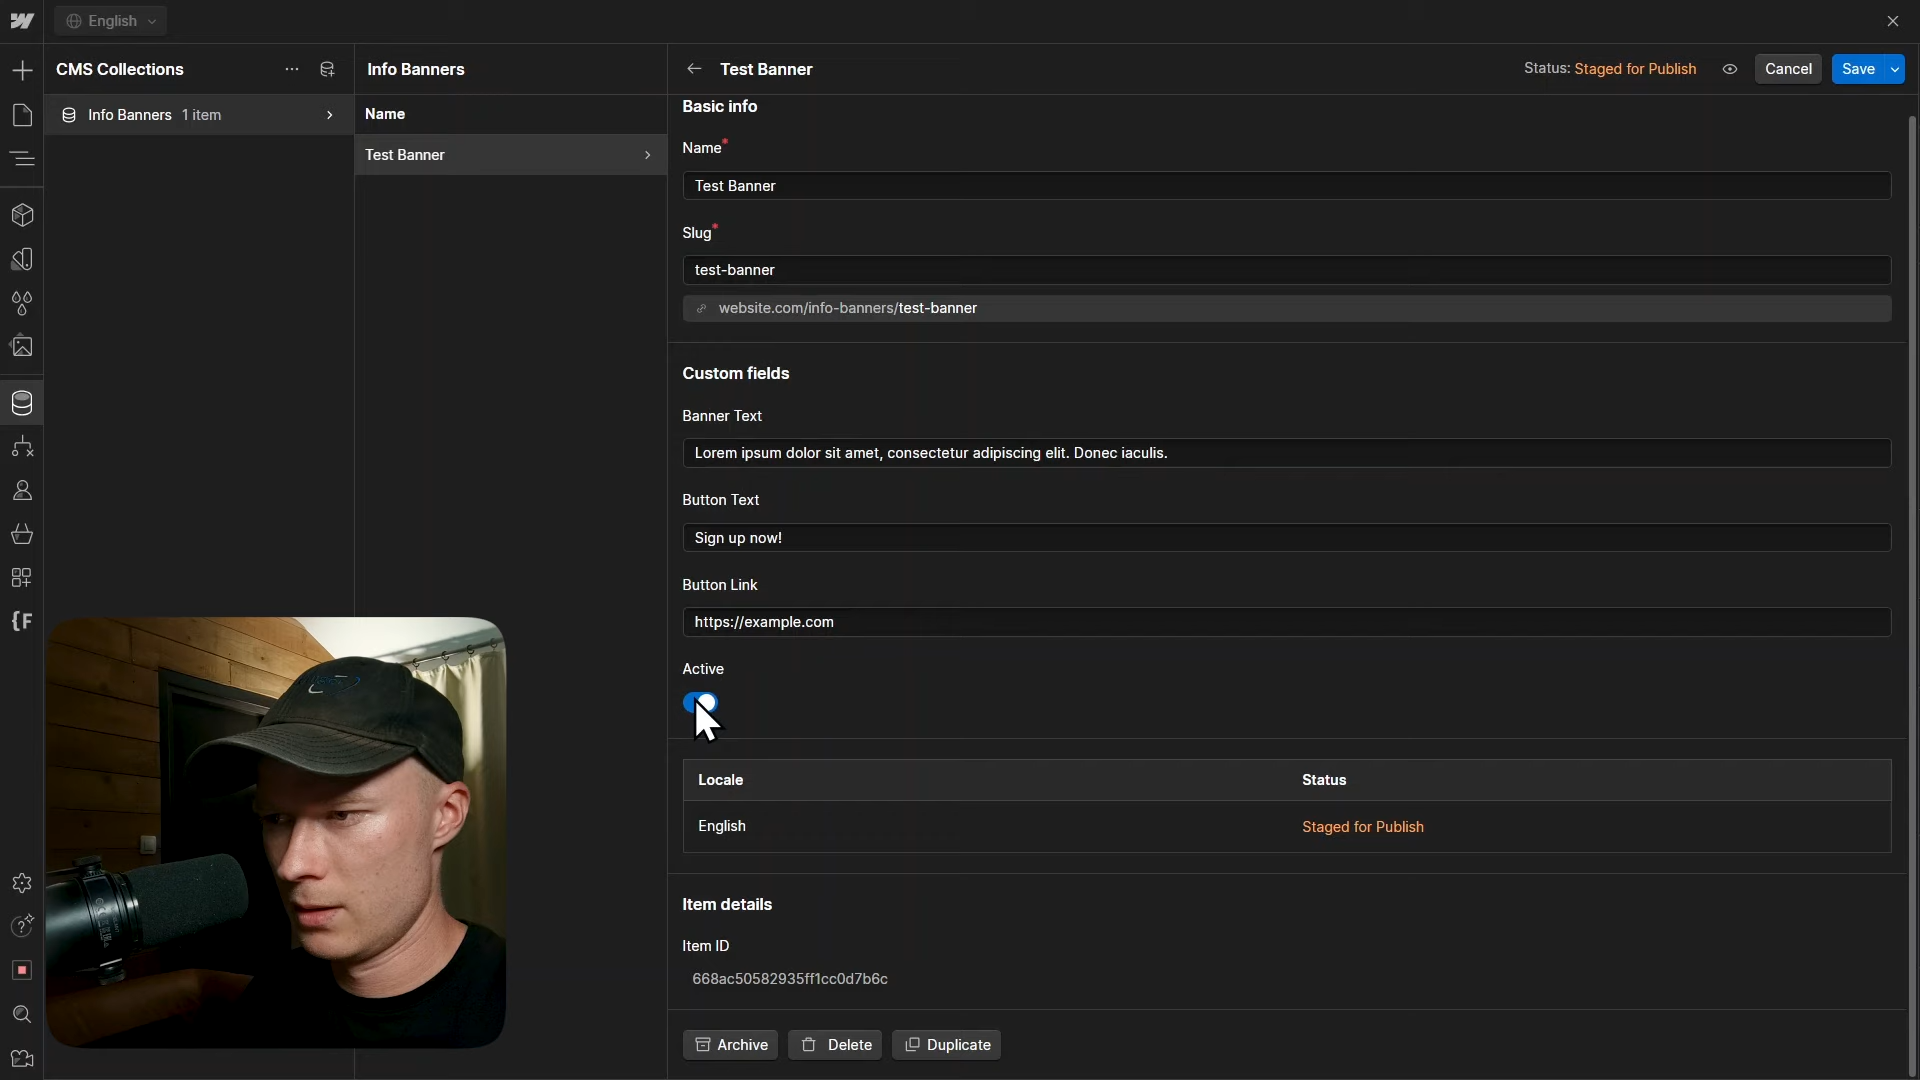 English
CMS Collections
Info Banners
Test Banner
Status: Staged for Publish
Cancel
Save
Info Banners 1 item
Name
Test Banner
Basic info
Name*
Test Banner
Slug*
test-banner
website.com/info-banners/test-banner
Custom fields
Banner Text
Lorem ipsum dolor sit amet, consectetur adipiscing elit. Donec iaculis.
Button Text
Sign up now!
Button Link
https://example.com
Active
Locale
Status
English
Staged for Publish
Item details
Item ID
668ac50582935ff1cc0d7b6c
Archive
Delete
Duplicate